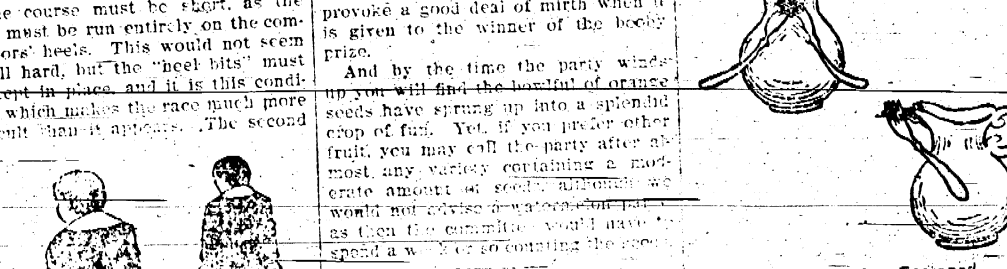 e course must be short, as the
must be run entirely on the com-
ors' heels. This would not seem
ll hard, but the "heel bits" must
ept in place, and it is this condi-
which makes the race much more
cult than it appears. The second
provoke a good deal of mirth when it
is given to the winner of the booby
prize.
And by the time the party winds
up you will find the bowlful of orange
seeds have sprung up into a splendid
crop of fun. Yet, if you prefer other
fruit, you may call the party after al-
most any variety containing a mod-
erate amount of seeds, although we
would not advise a watermelon
as then the committee would have to
spend a w k or so counting the seeds.